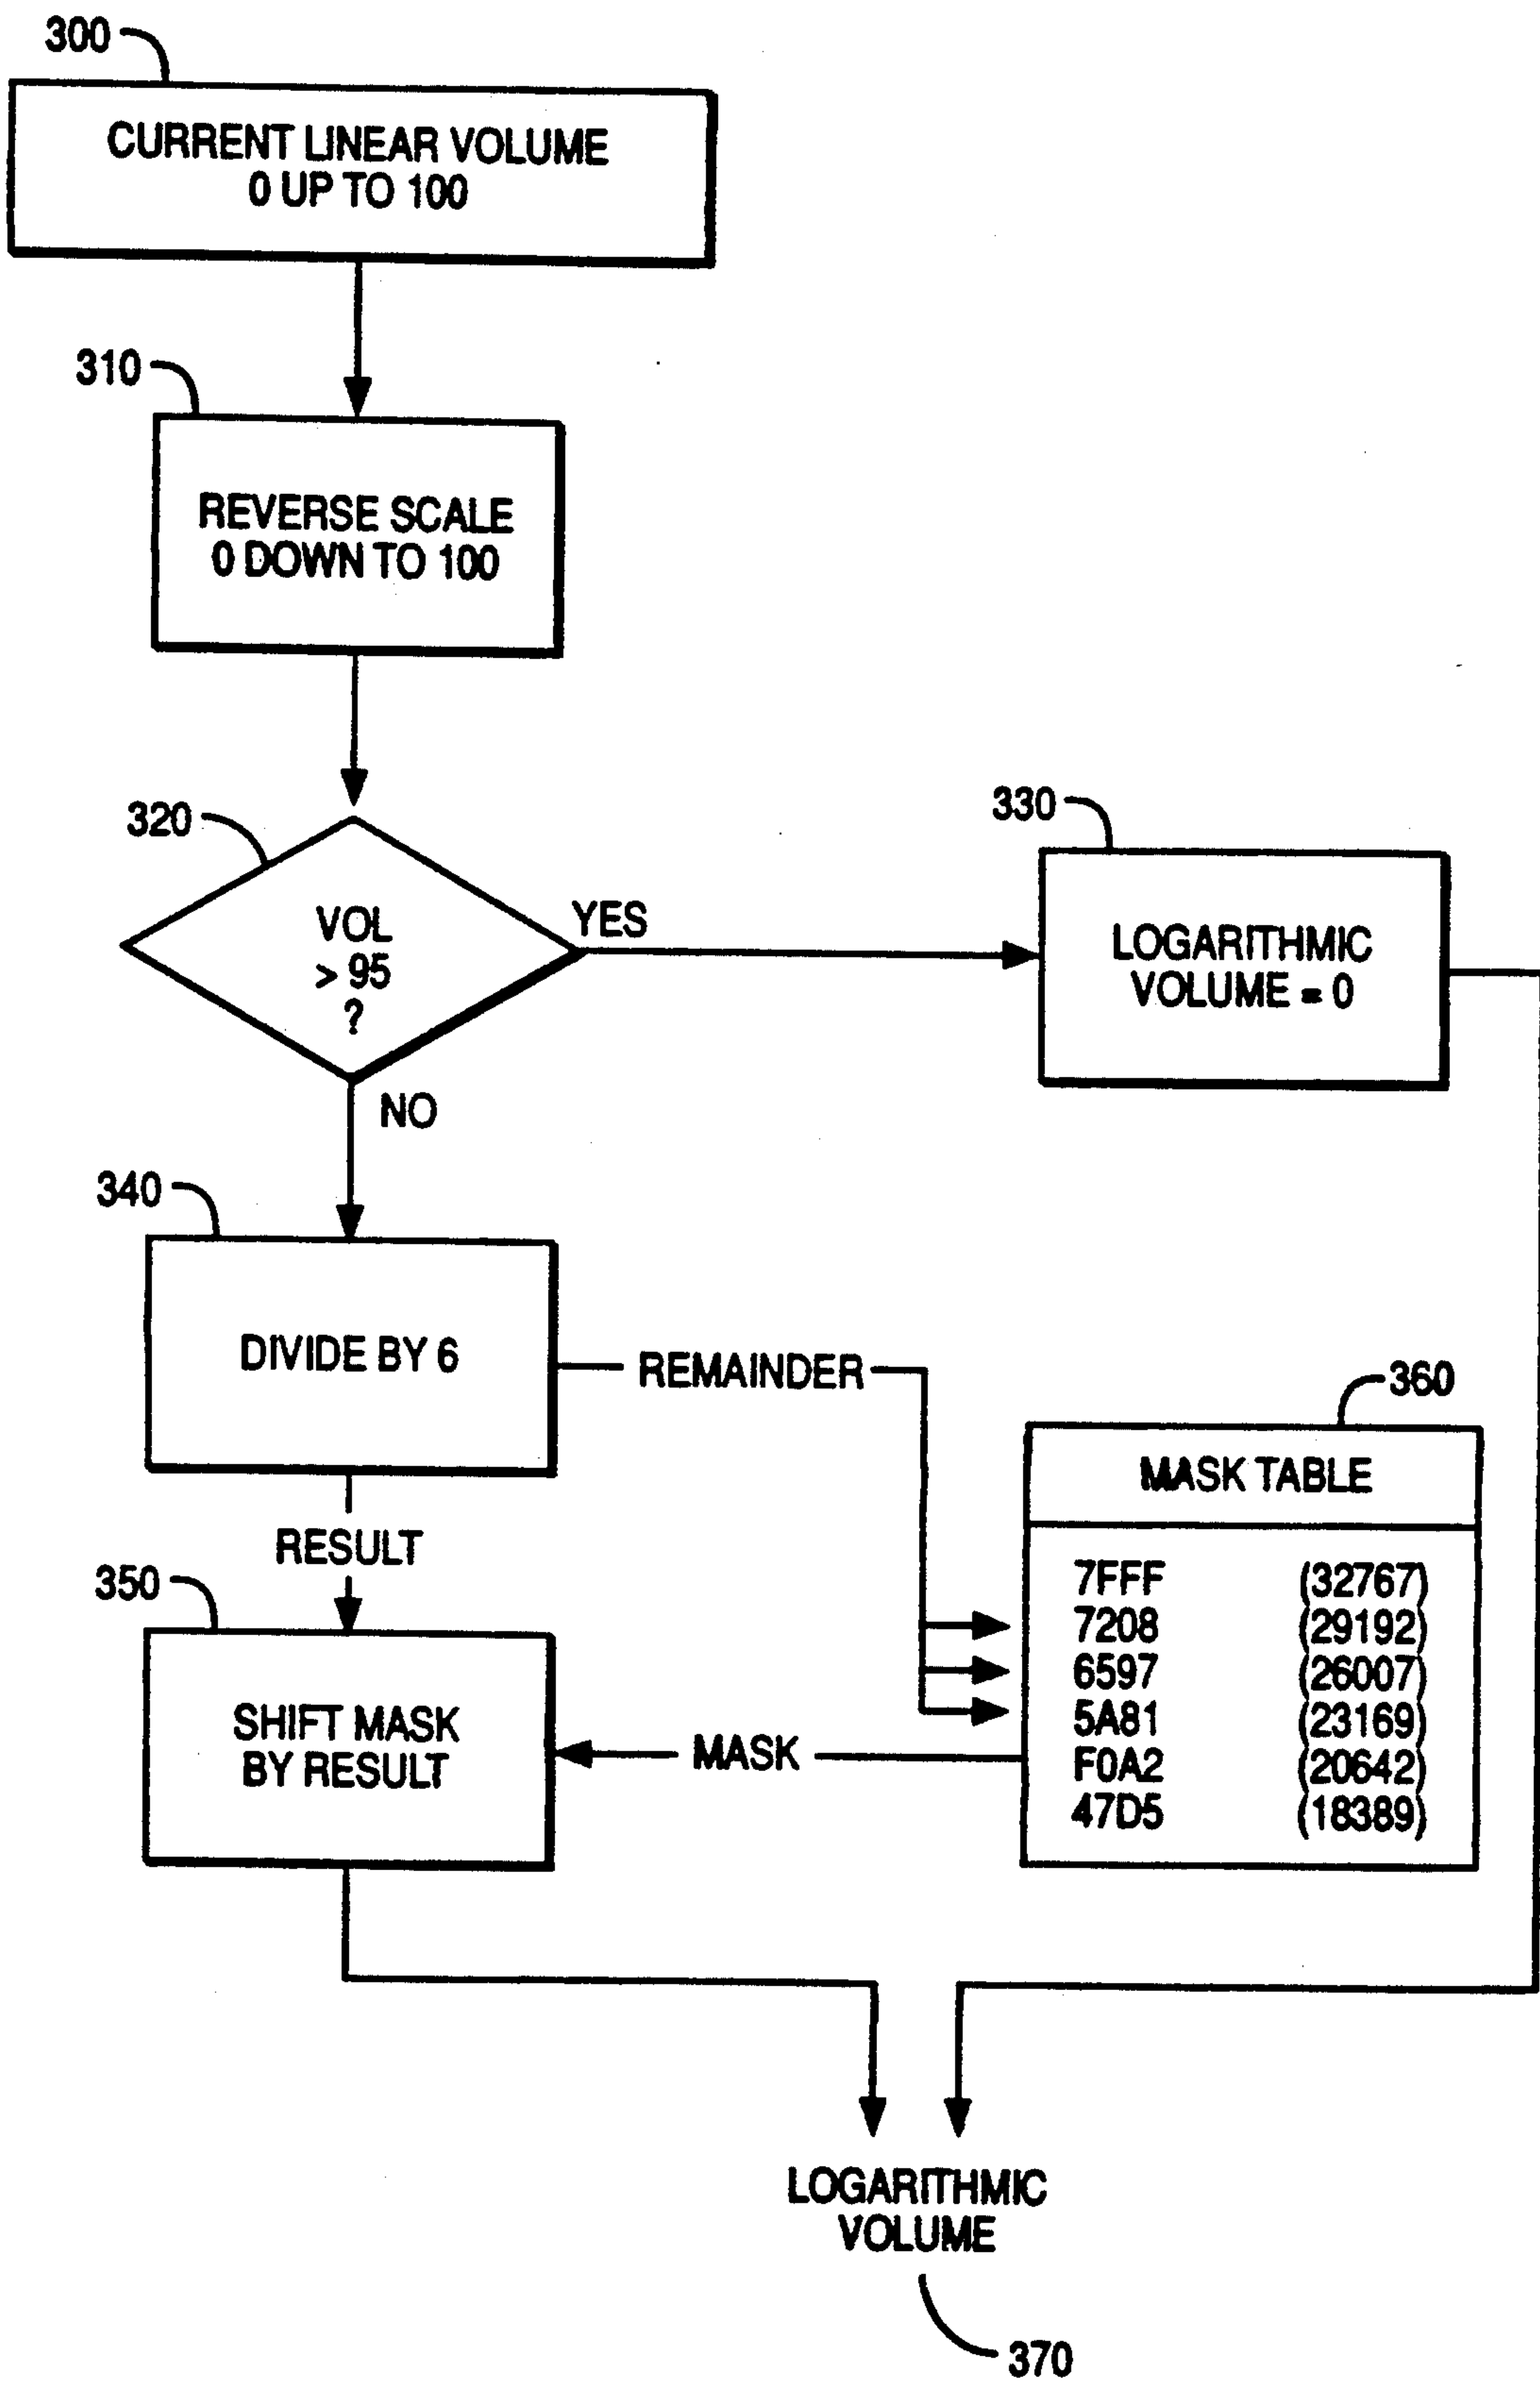 300
CURRENT LINEAR VOLUME
0 UP TO 100
310
REVERSE SCALE
0 DOWN TO 100
320
VOL
> 95
?
YES
330
LOGARITHMIC
VOLUME = 0
NO
340
DIVIDE BY 6
REMAINDER
360
MASK TABLE
7FFF (32767)
7208 (29192)
6597 (26007)
5A81 (23169)
F0A2 (20642)
47D5 (18389)
RESULT
350
SHIFT MASK
BY RESULT
MASK
LOGARITHMIC
VOLUME
370